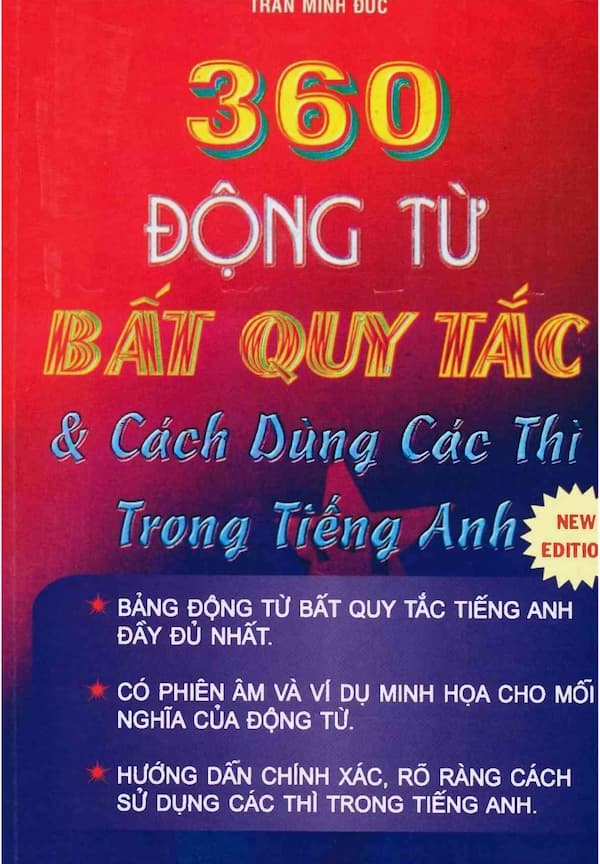 TRẦN MINH ĐỨC
360
ĐỘNG TỪ
BẤT QUY TẮC
& Cách Dùng Các Thì
Trong Tiếng Anh
NEW
EDITIO
BẢNG ĐỘNG TỪ BẤT QUY TẮC TIẾNG ANH
ĐẦY ĐỦ NHẤT.
CÓ PHIÊN ÂM VÀ VÍ DỤ MINH HỌA CHO MỖI
NGHĨA CỦA ĐỘNG TỪ.
HƯỚNG DẪN CHÍNH XÁC, RÕ RÀNG CÁCH
SỬ DỤNG CÁC THÌ TRONG TIẾNG ANH.